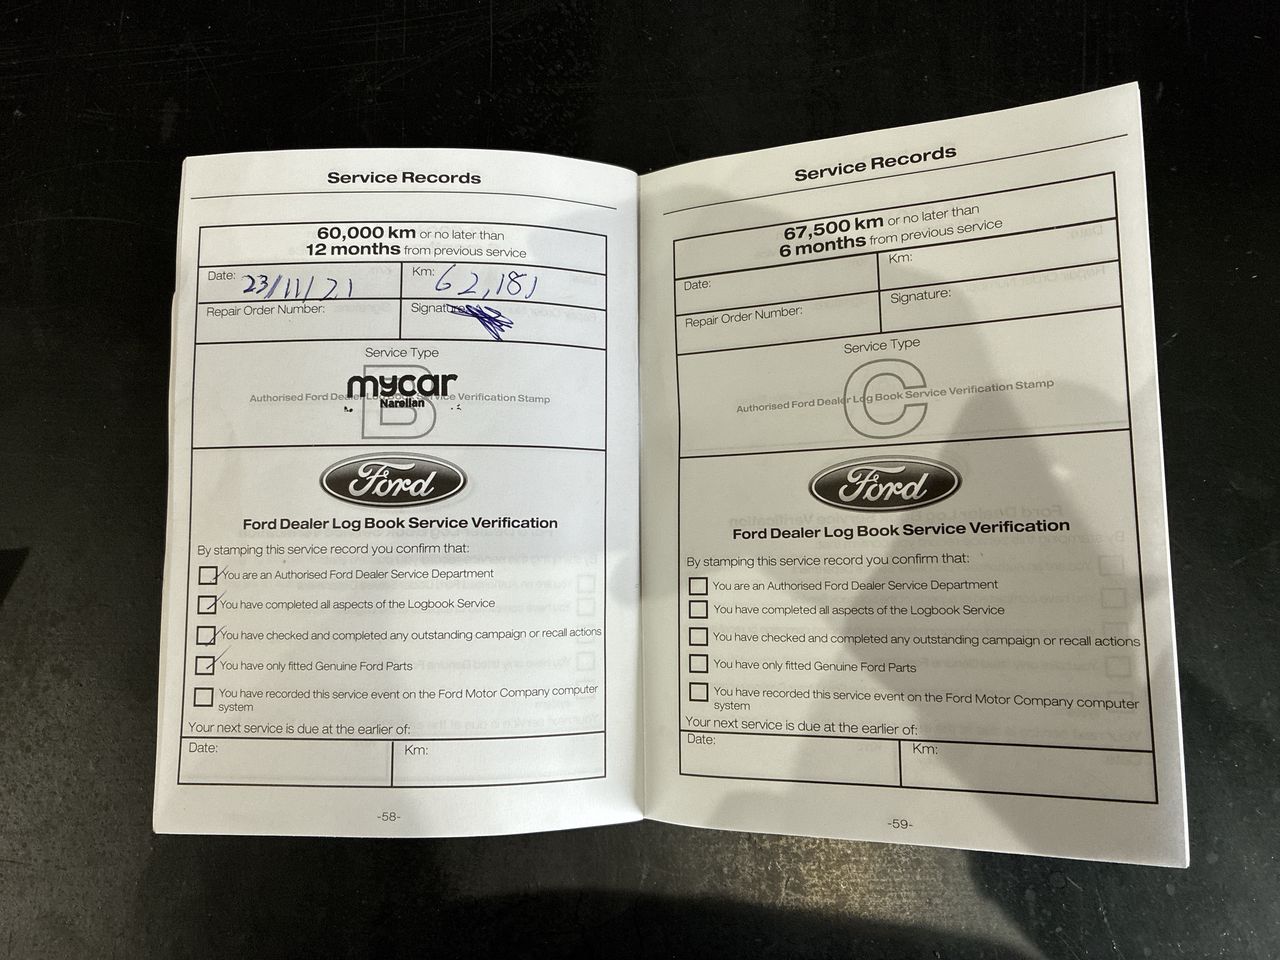 Service Records
60,000 km or no later than
12 months from previous service
Date: 23/11/21
Km: 62,181
Repair Order Number:
Signature:
Service Type
B
mycar
Narellan
Authorised Ford Dealer Log Book Service Verification Stamp
Ford
Ford Dealer Log Book Service Verification
By stamping this service record you confirm that:
You are an Authorised Ford Dealer Service Department
You have completed all aspects of the Logbook Service
You have checked and completed any outstanding campaign or recall actions
You have only fitted Genuine Ford Parts
You have recorded this service event on the Ford Motor Company computer
system
Your next service is due at the earlier of:
Date:
Km:
-58-
Service Records
67,500 km or no later than
6 months from previous service
Date:
Km:
Repair Order Number:
Signature:
Service Type
C
Authorised Ford Dealer Log Book Service Verification Stamp
Ford
Ford Dealer Log Book Service Verification
By stamping this service record you confirm that:
You are an Authorised Ford Dealer Service Department
You have completed all aspects of the Logbook Service
You have checked and completed any outstanding campaign or recall actions
You have only fitted Genuine Ford Parts
You have recorded this service event on the Ford Motor Company computer
system
Your next service is due at the earlier of:
Date:
Km:
-59-